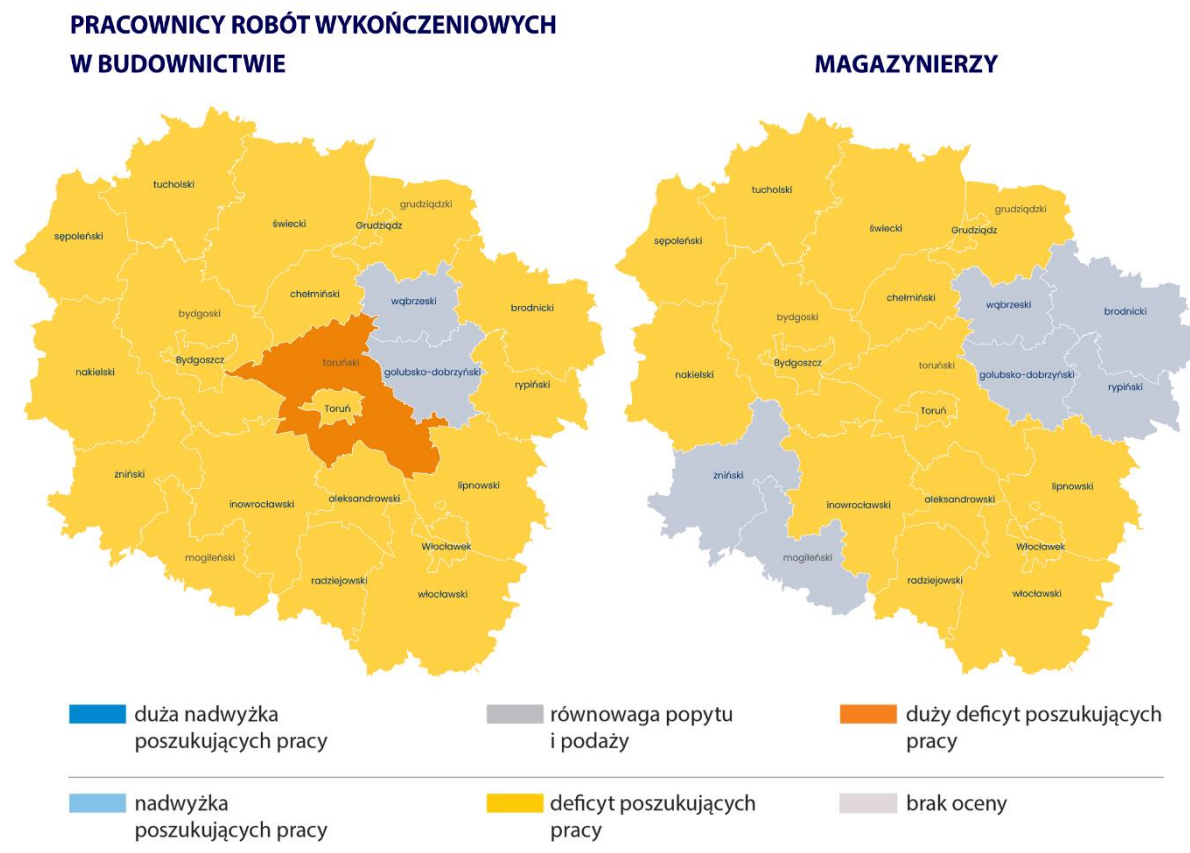 PRACOWNICY ROBÓT WYKOŃCZENIOWYCH
W BUDOWNICTWIE
tucholski
grudziądzki
świecki
Grudziądz
sępoleński
chełmiński
wąbrzeski
brodnicki
bydgoski
Bydgoszcz
toruński
nakielski
golubsko-dobrzyński
rypiński
Toruń
żniński
lipnowski
inowrocławski
aleksandrowski
Włocławek
mogileński
radziejowski
włocławski
MAGAZYNIERZY
tucholski
grudziądzki
świecki
Grudziądz
sępoleński
chełmiński
wąbrzeski
brodnicki
bydgoski
Bydgoszcz
toruński
nakielski
golubsko-dobrzyński
rypiński
Toruń
żniński
lipnowski
inowrocławski
aleksandrowski
Włocławek
mogileński
radziejowski
włocławski
duża nadwyżka
poszukujących pracy
równowaga popytu
i podaży
duży deficyt poszukujących
pracy
nadwyżka
poszukujących pracy
deficyt poszukujących
pracy
brak oceny